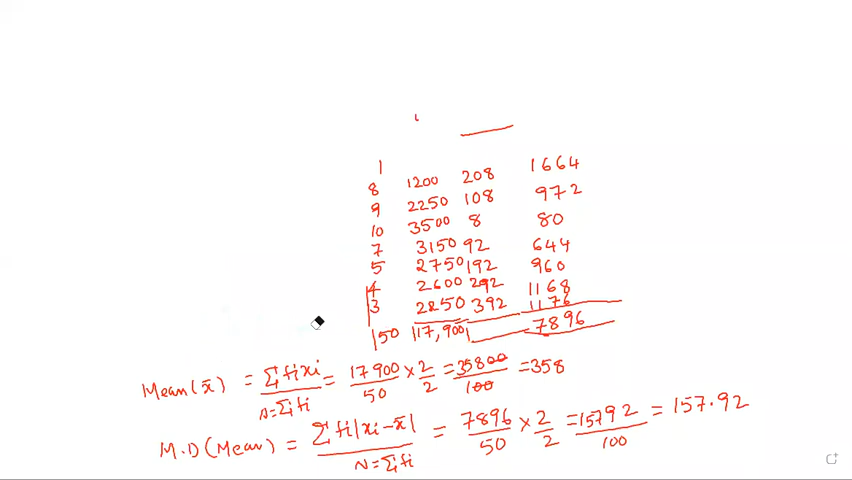 8 1200 208 1664
9 2250 108 972
10 3500 8 80
7 3150 92 644
5 2750 192 960
4 2600 292 1168
3 2250 392 1176
50 17,900 7896
Mean (x̄) = Σfixi / N=Σfi = 17900/50 × 2/2 = 35800/100 = 358
M.D (Mean) = Σfi|xi-x̄| / N=Σfi = 7896/50 × 2/2 = 15792/100 = 157.92